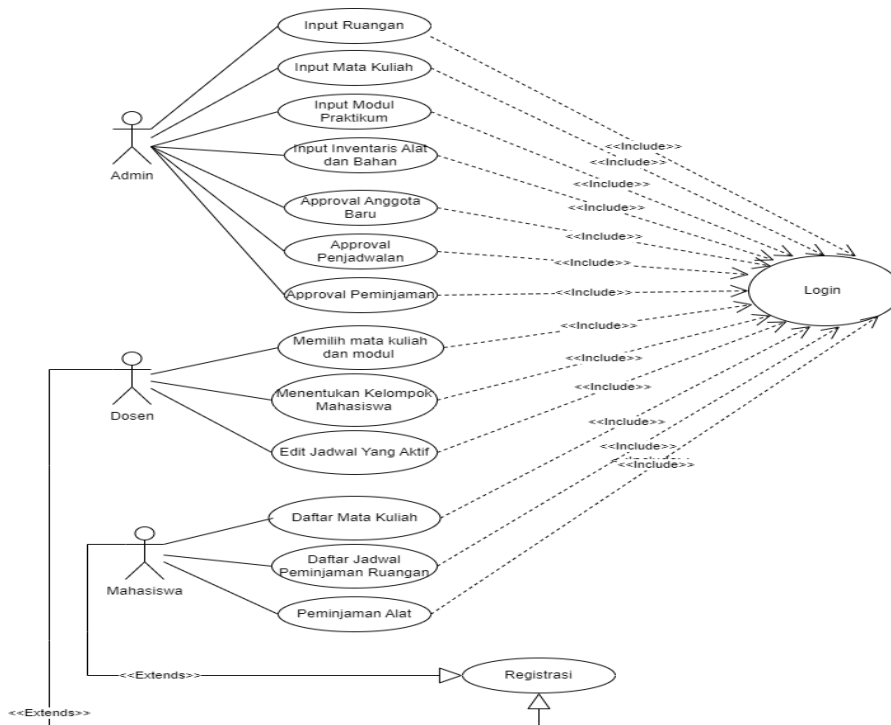 Input Ruangan
Input Mata Kuliah
Input Modul
Praktikum
Input Inventaris Alat
dan Bahan
Approval Anggota
Baru
Approval
Penjadwalan
Approval Peminjaman
Admin
<<Include>>
<<Include>>
<<Include>>
<<Include>>
<<Include>>
<<Include>>
<<Include>>
Login
Memilih mata kuliah
dan modul
Menentukan Kelompok
Mahasiswa
Edit Jadwal Yang Aktif
Dosen
<<Include>>
<<Include>>
<<Include>>
Daftar Mata Kuliah
Daftar Jadwal
Peminjaman Ruangan
Peminjaman Alat
Mahasiswa
<<Include>>
<<Include>>
<<Include>>
<<Extends>>
Registrasi
<<Extends>>